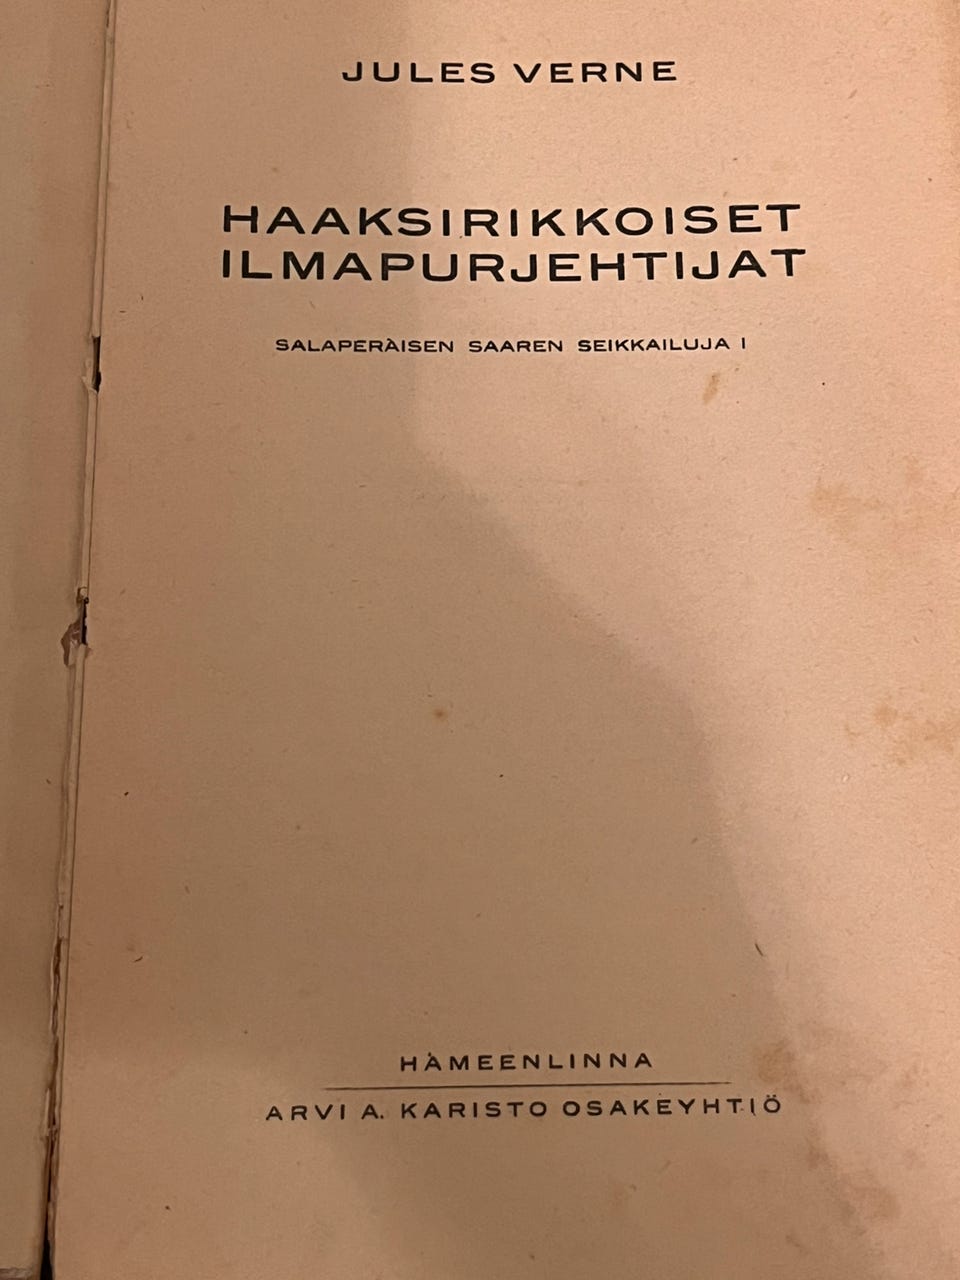 JULES VERNE
HAAKSIRIKKOISET
ILMAPURJEHTIJAT
SALAPERÄISEN SAAREN SEIKKAILUJA I
HÄMEENLINNA
ARVI A. KARISTO OSAKEYHTIÖ